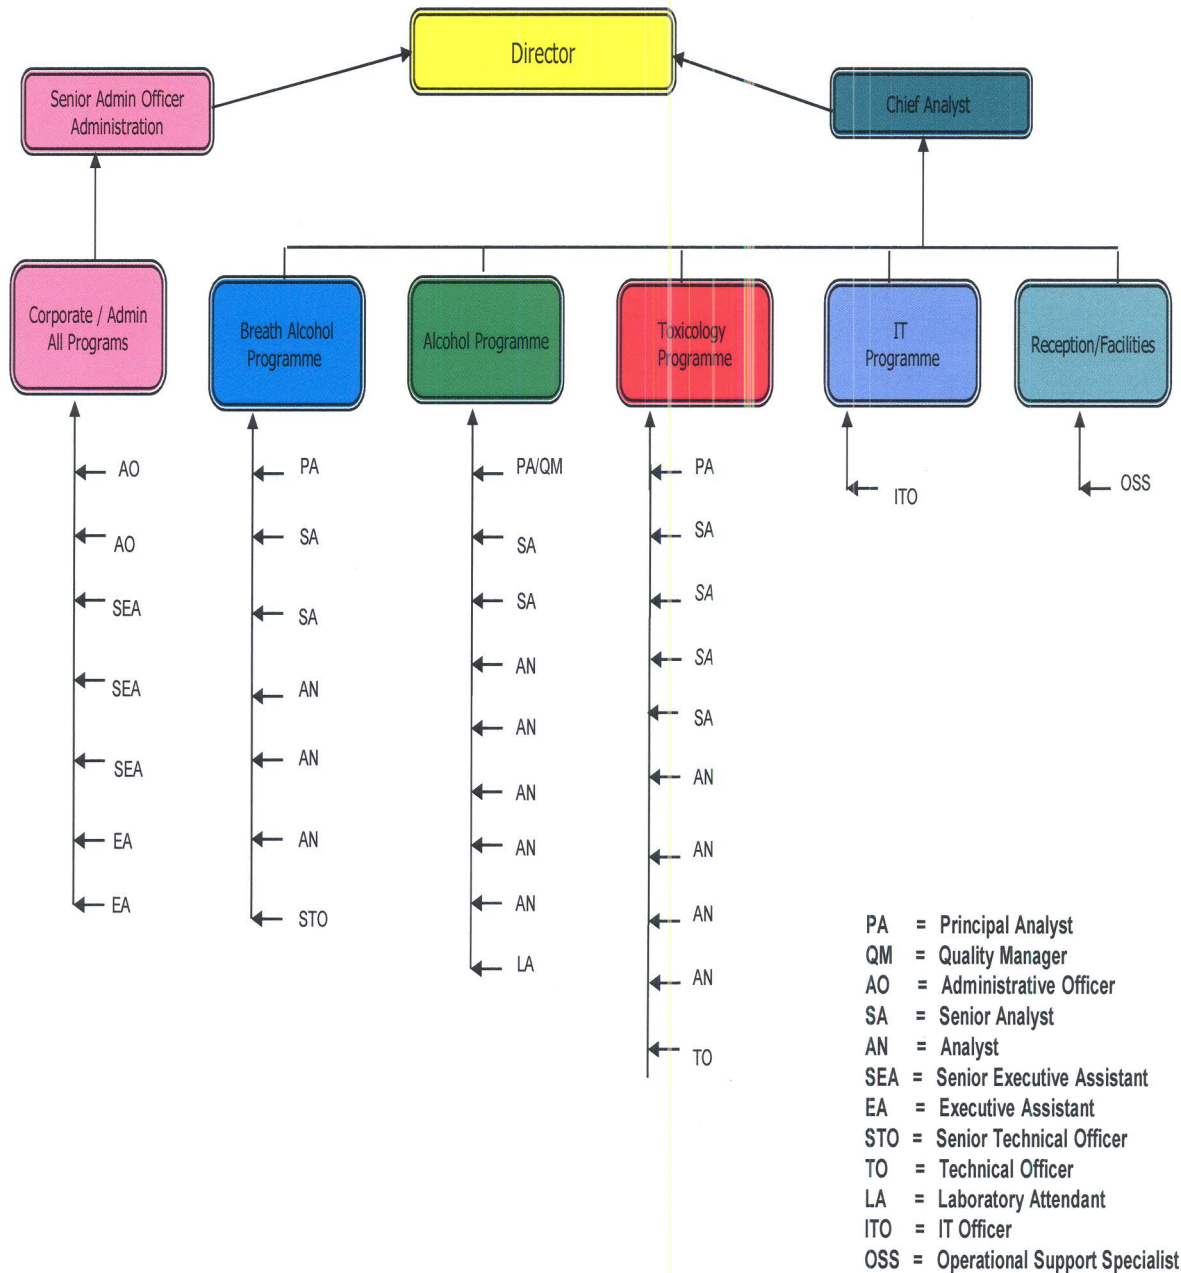 Director
Senior Admin Officer
Administration
Chief Analyst
Corporate / Admin
All Programs
Breath Alcohol
Programme
Alcohol Programme
Toxicology
Programme
IT
Programme
Reception/Facilities
AO
AO
SEA
SEA
SEA
EA
EA
PA
SA
SA
AN
AN
AN
STO
PA/QM
SA
SA
AN
AN
AN
AN
AN
LA
PA
SA
SA
SA
SA
AN
AN
AN
AN
TO
ITO
OSS
PA = Principal Analyst
QM = Quality Manager
AO = Administrative Officer
SA = Senior Analyst
AN = Analyst
SEA = Senior Executive Assistant
EA = Executive Assistant
STO = Senior Technical Officer
TO = Technical Officer
LA = Laboratory Attendant
ITO = IT Officer
OSS = Operational Support Specialist